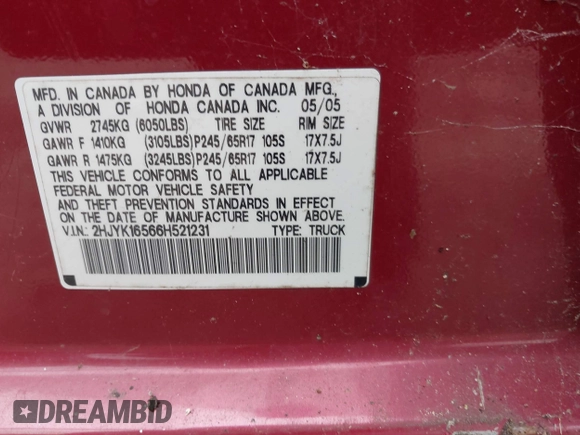 MFD. IN CANADA BY HONDA OF CANADA MFG.,
A DIVISION OF HONDA CANADA INC. 05/05
GVWR 2745KG (6050LBS) TIRE SIZE RIM SIZE
GAWR F 1410KG (3105LBS)P245/65R17 105S 17X7.5J
GAWR R 1475KG (3245LBS)P245/65R17 105S 17X7.5J
THIS VEHICLE CONFORMS TO ALL APPLICABLE
FEDERAL MOTOR VEHICLE SAFETY
AND THEFT PREVENTION STANDARDS IN EFFECT
ON THE DATE OF MANUFACTURE SHOWN ABOVE.
V.I.N.: 2HJYK16566H521231 TYPE: TRUCK
DREAMBID